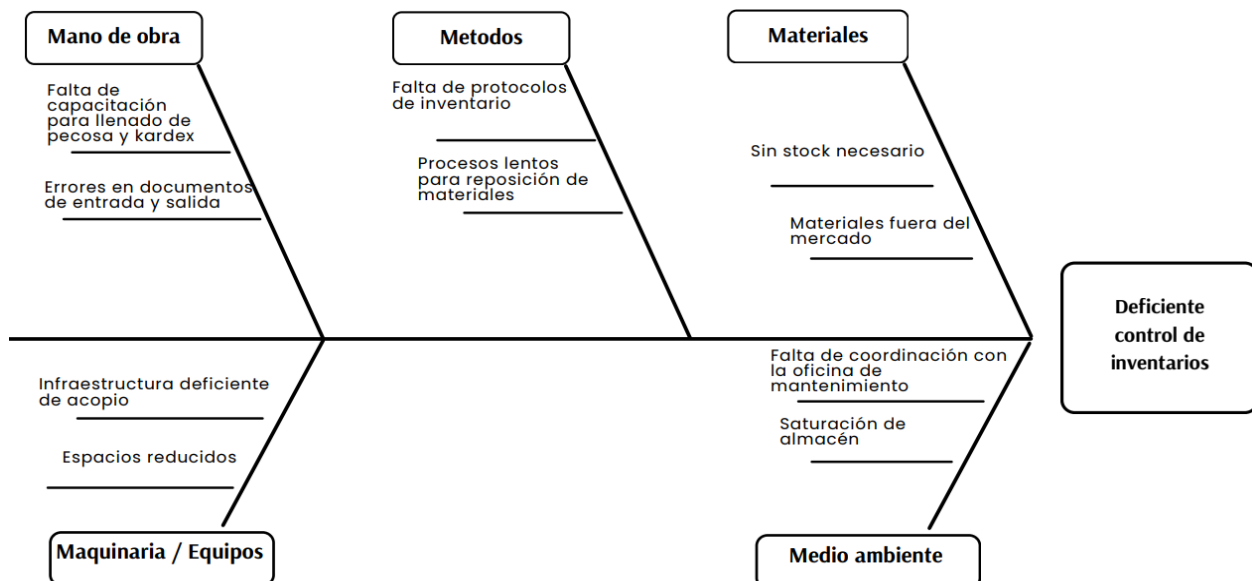 Mano de obra
Metodos
Materiales
Falta de
capacitación
para llenado de
pecosa y kardex
Errores en documentos
de entrada y salida
Falta de protocolos
de inventario
Procesos lentos
para reposición de
materiales
Sin stock necesario
Materiales fuera del
mercado
Deficiente
control de
inventarios
Infraestructura deficiente
de acopio
Espacios reducidos
Falta de coordinación con
la oficina de
mantenimiento
Saturación de
almacén
Maquinaria / Equipos
Medio ambiente